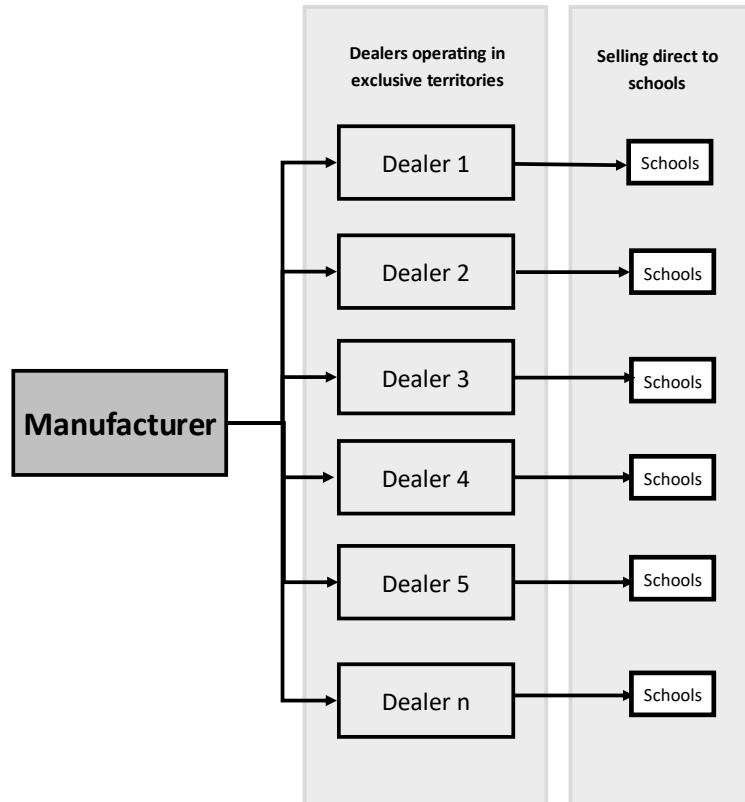 Dealers operating in
exclusive territories
Selling direct to
schools
Dealer 1
Schools
Dealer 2
Schools
Dealer 3
Schools
Manufacturer
Dealer 4
Schools
Dealer 5
Schools
Dealer n
Schools